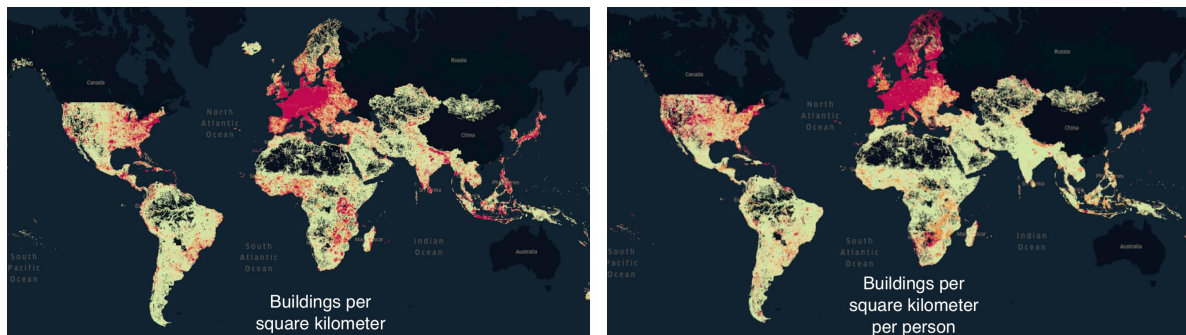 Canada
Russia
North
Atlantic
Ocean
China
South
Atlantic
Ocean
Indian
Ocean
Australia
South
Pacific
Ocean
Buildings per
square kilometer
Canada
Russia
North
Atlantic
Ocean
China
South
Atlantic
Ocean
Indian
Ocean
Australia
South
Pacific
Ocean
Buildings per
square kilometer
per person